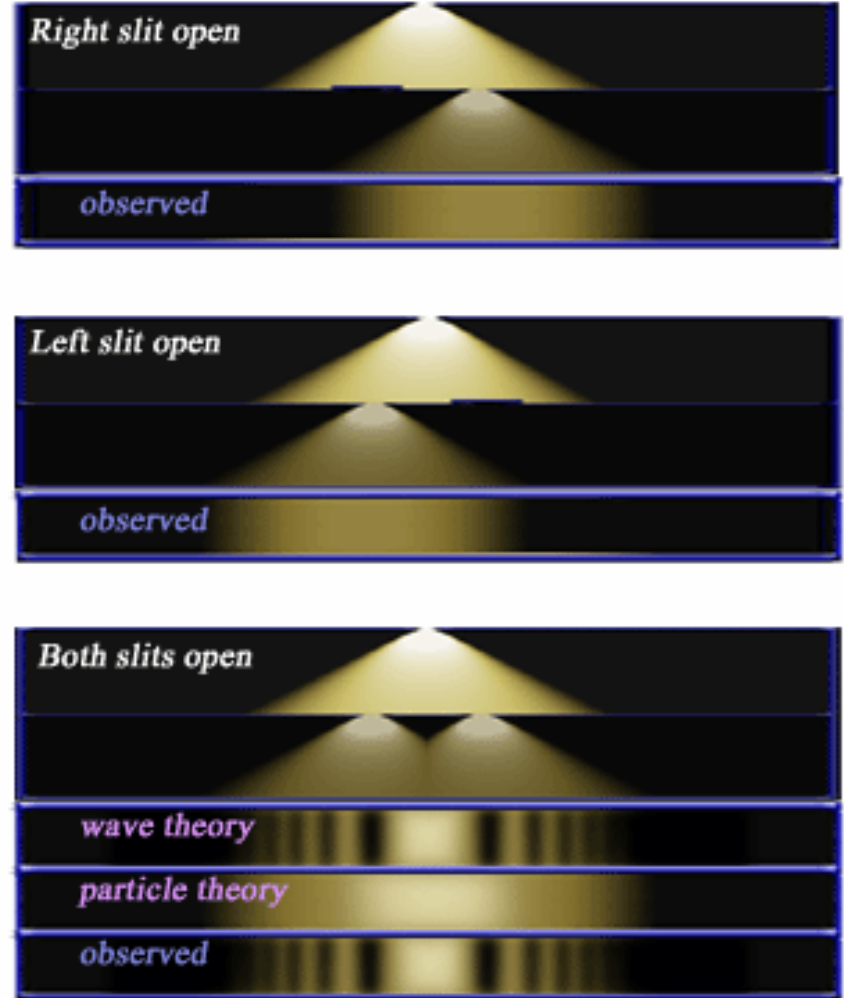 Right slit open
observed
Left slit open
observed
Both slits open
wave theory
particle theory
observed